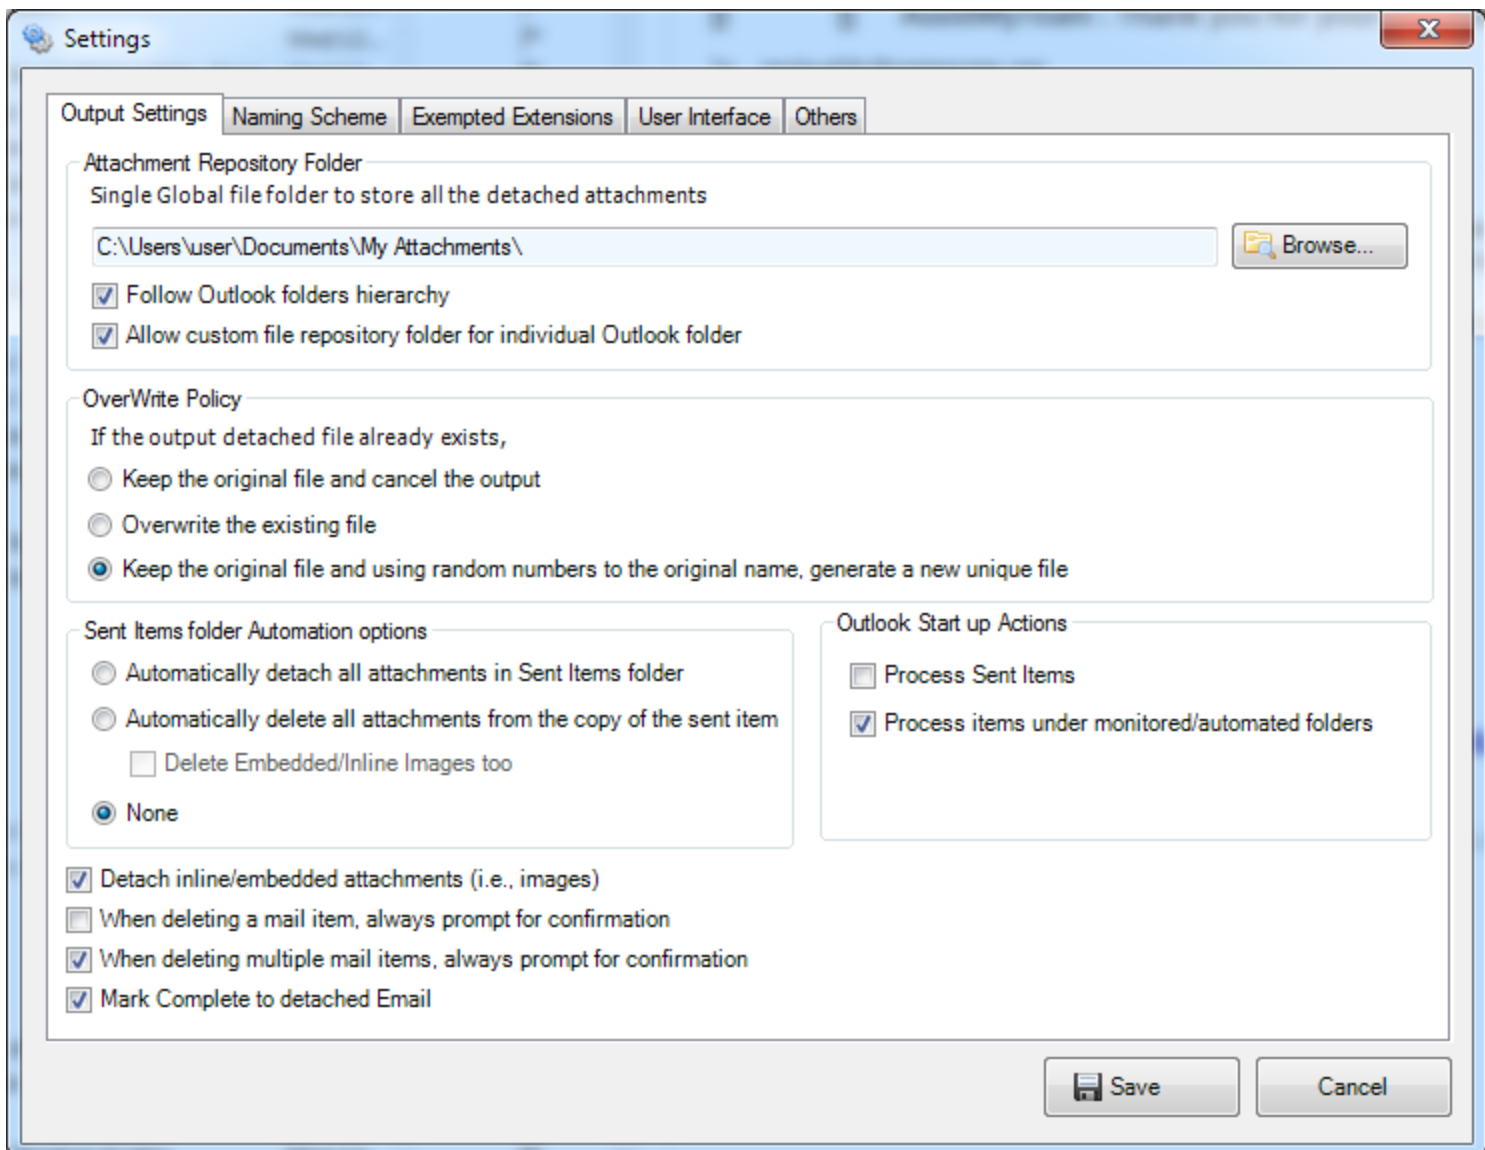 Settings
Output Settings
Naming Scheme
Exempted Extensions
User Interface
Others
Attachment Repository Folder
Single Global file folder to store all the detached attachments
C:\Users\user\Documents\My Attachments\
Browse...
Follow Outlook folders hierarchy
Allow custom file repository folder for individual Outlook folder
OverWrite Policy
If the output detached file already exists,
Keep the original file and cancel the output
Overwrite the existing file
Keep the original file and using random numbers to the original name, generate a new unique file
Sent Items folder Automation options
Automatically detach all attachments in Sent Items folder
Automatically delete all attachments from the copy of the sent item
Delete Embedded/Inline Images too
None
Outlook Start up Actions
Process Sent Items
Process items under monitored/automated folders
Detach inline/embedded attachments (i.e., images)
When deleting a mail item, always prompt for confirmation
When deleting multiple mail items, always prompt for confirmation
Mark Complete to detached Email
Save
Cancel